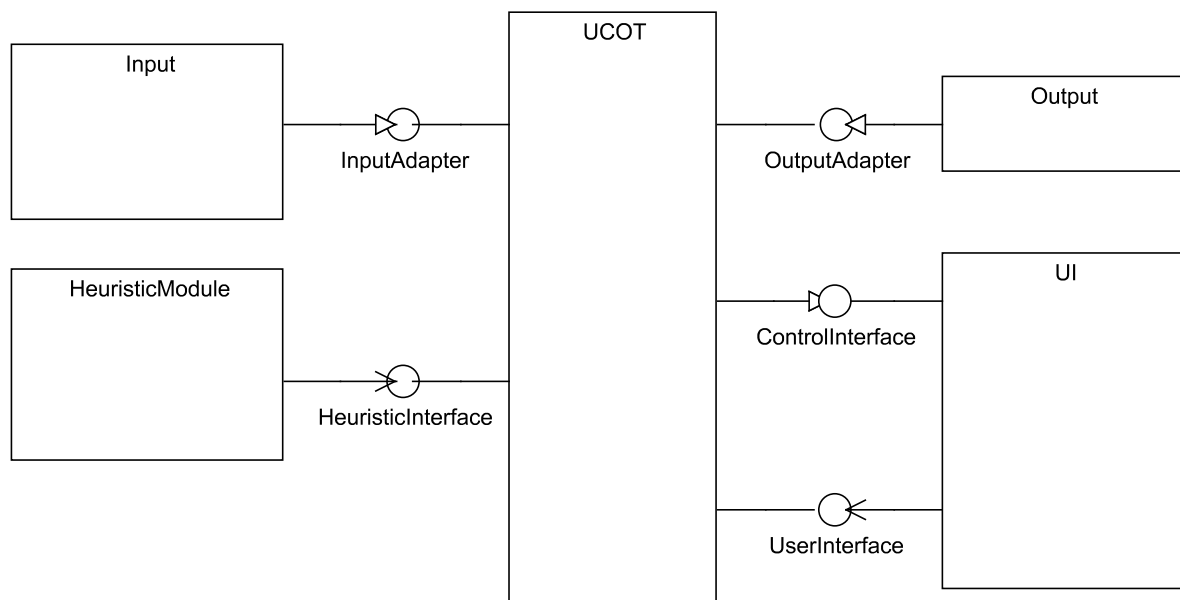 UCOT
Input
Output
InputAdapter
OutputAdapter
UI
HeuristicModule
ControlInterface
HeuristicInterface
UserInterface